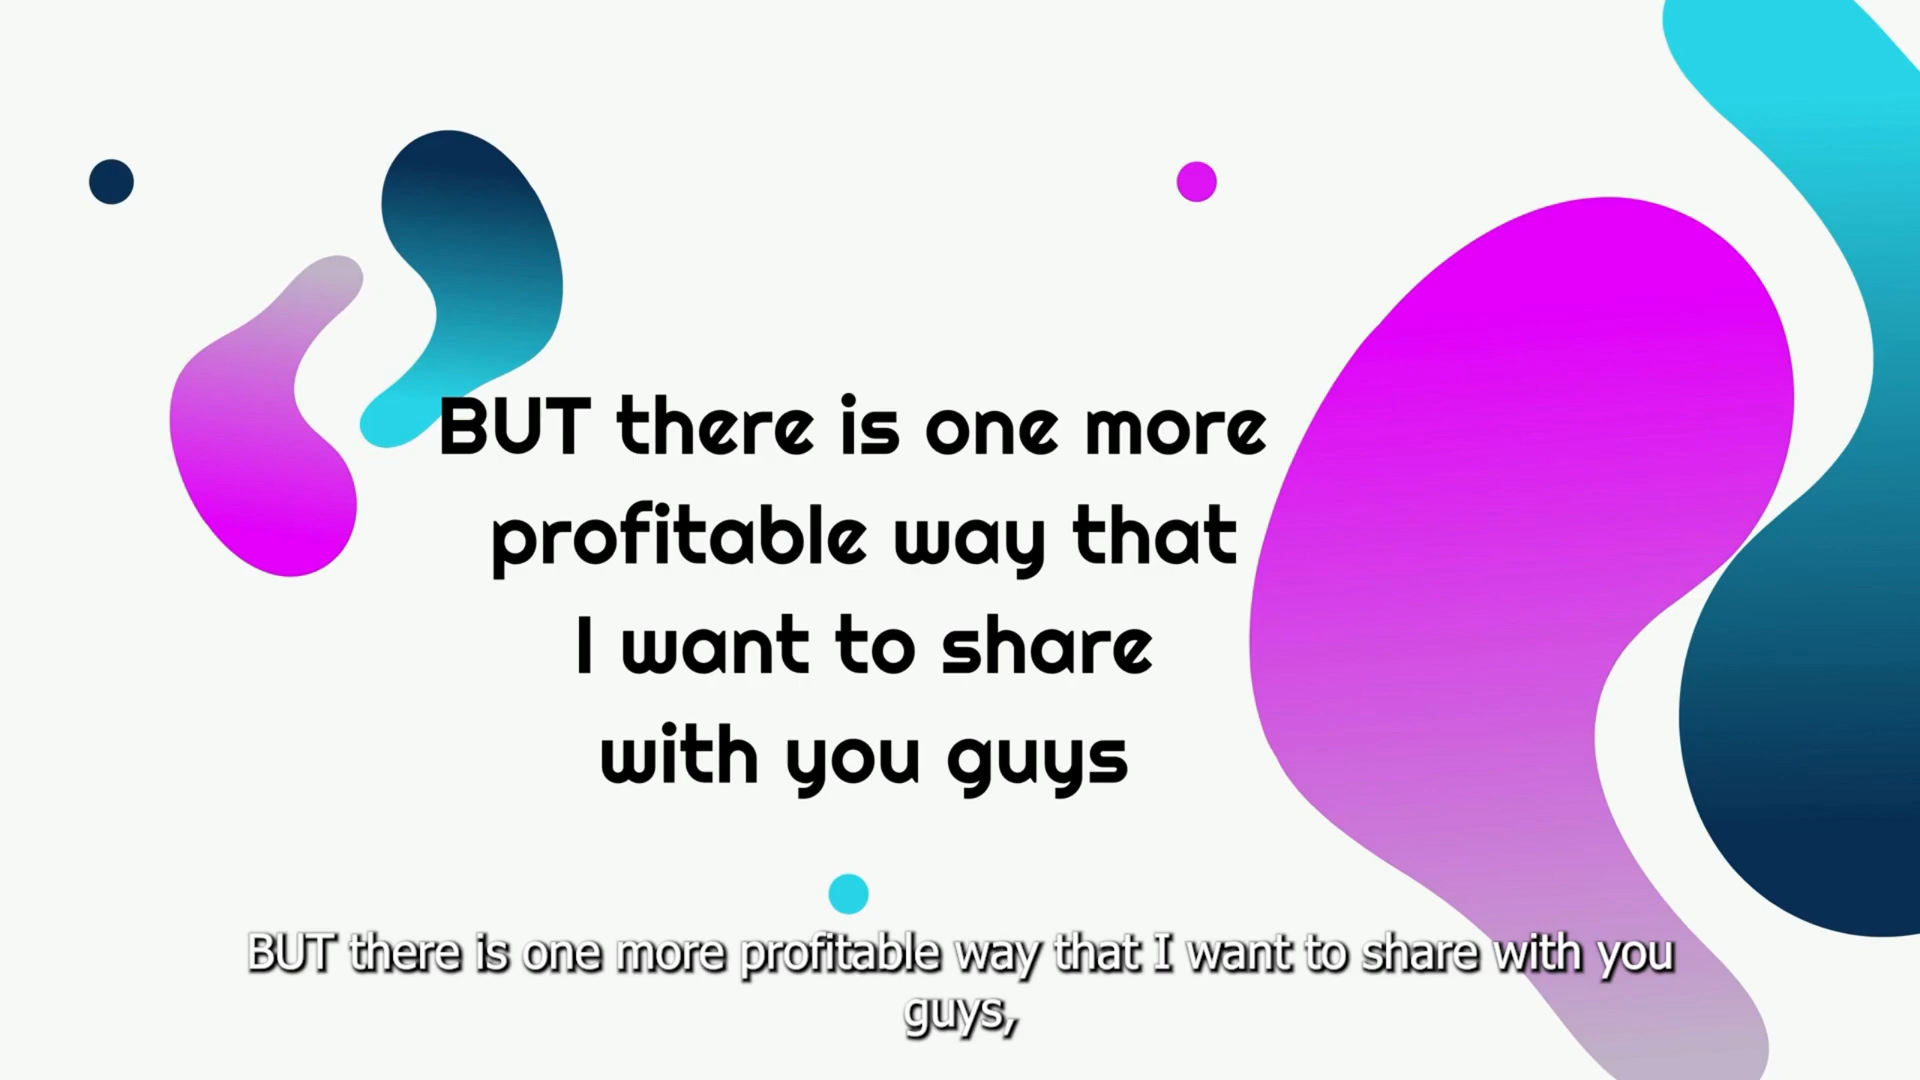 BUT there is one more
profitable way that
I want to share
with you guys
BUT there is one more profitable way that I want to share with you
guys,